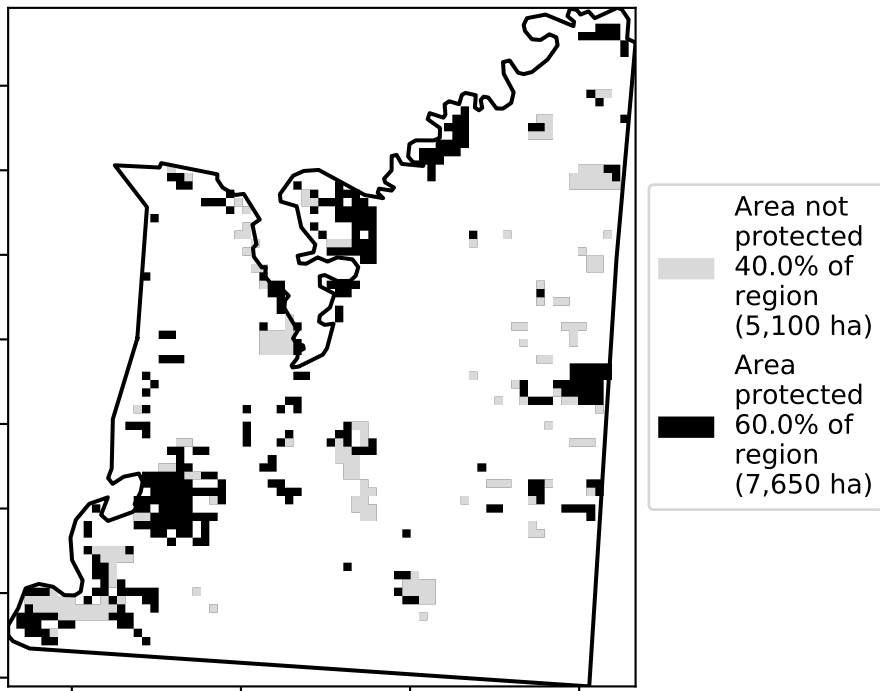 Area not
protected
40.0% of
region
(5,100 ha)
Area
protected
60.0% of
region
(7,650 ha)